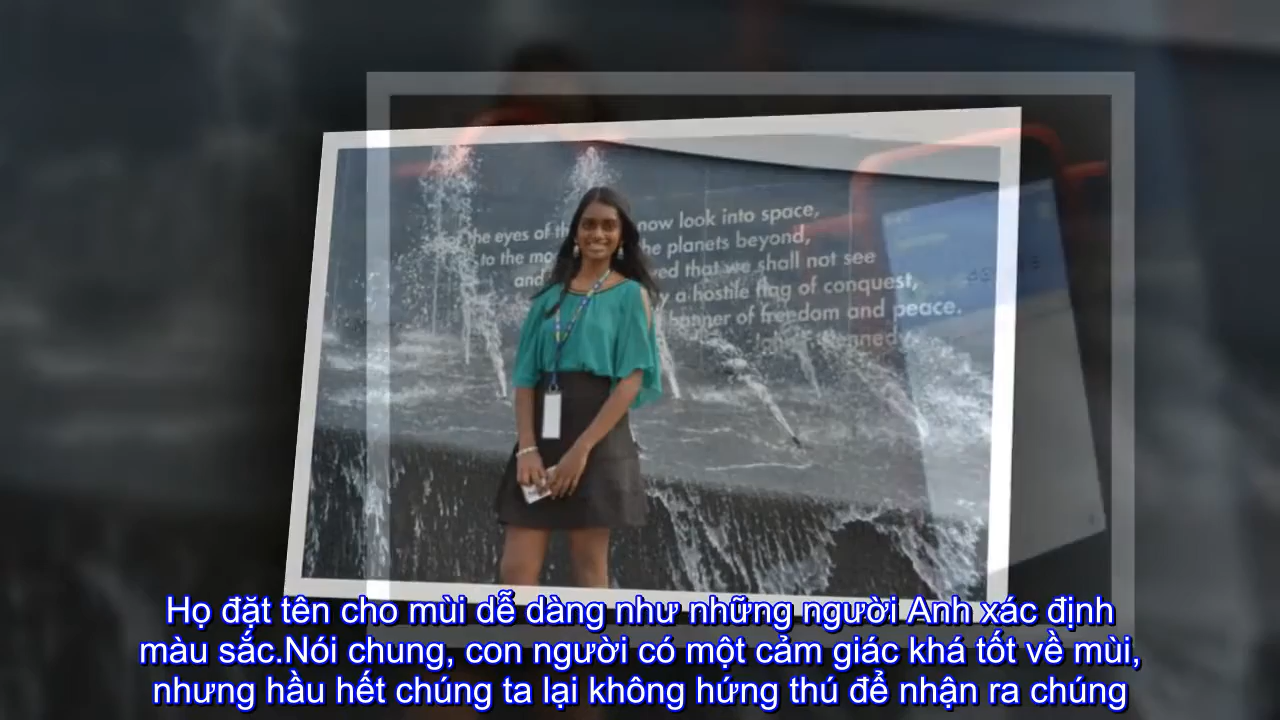 the eyes of th now look into space,
to the mo he planets beyond,
and ved that we shall not see
y a hostile flag of conquest,
banner of freedom and peace.
Kennedy
Họ đặt tên cho mùi dễ dàng như những người Anh xác định
màu sắc.Nói chung, con người có một cảm giác khá tốt về mùi,
nhưng hầu hết chúng ta lại không hứng thú để nhận ra chúng